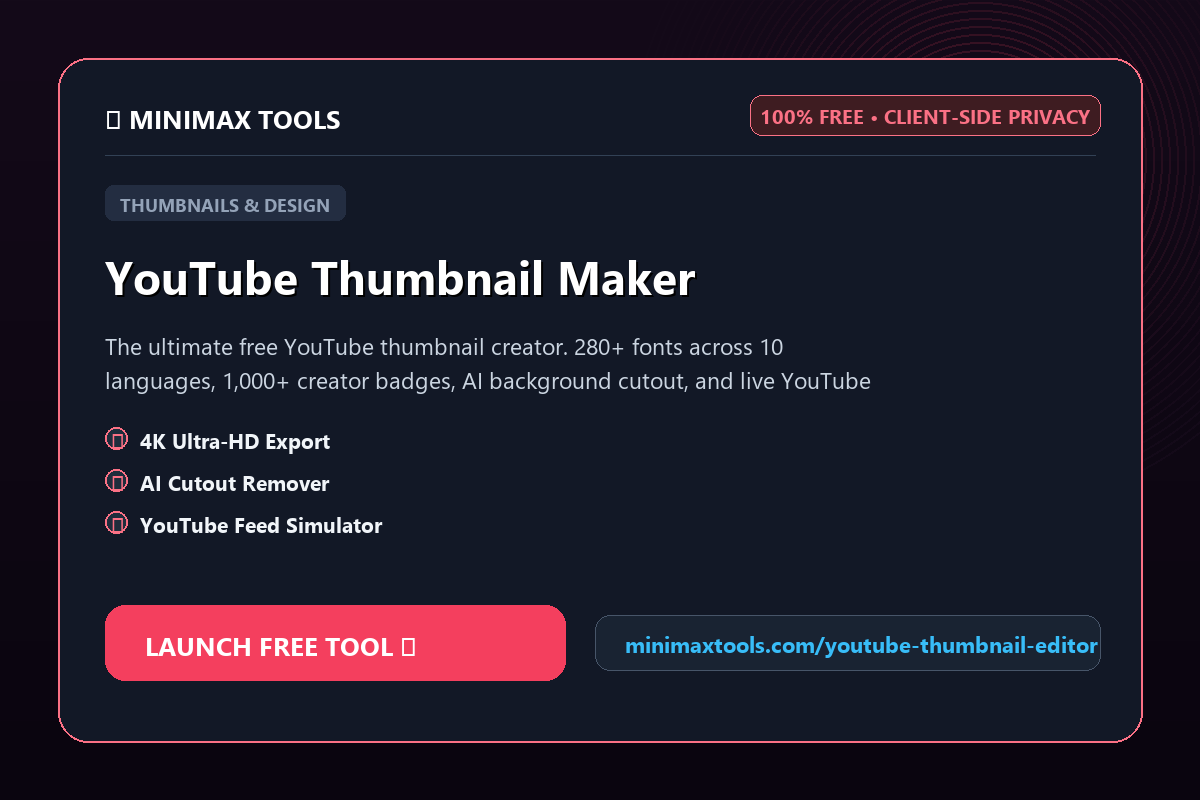 MINIMAX TOOLS
100% FREE • CLIENT-SIDE PRIVACY
THUMBNAILS & DESIGN
YouTube Thumbnail Maker
The ultimate free YouTube thumbnail creator. 280+ fonts across 10
languages, 1,000+ creator badges, AI background cutout, and live YouTube
4K Ultra-HD Export
AI Cutout Remover
YouTube Feed Simulator
LAUNCH FREE TOOL
minimaxtools.com/youtube-thumbnail-editor